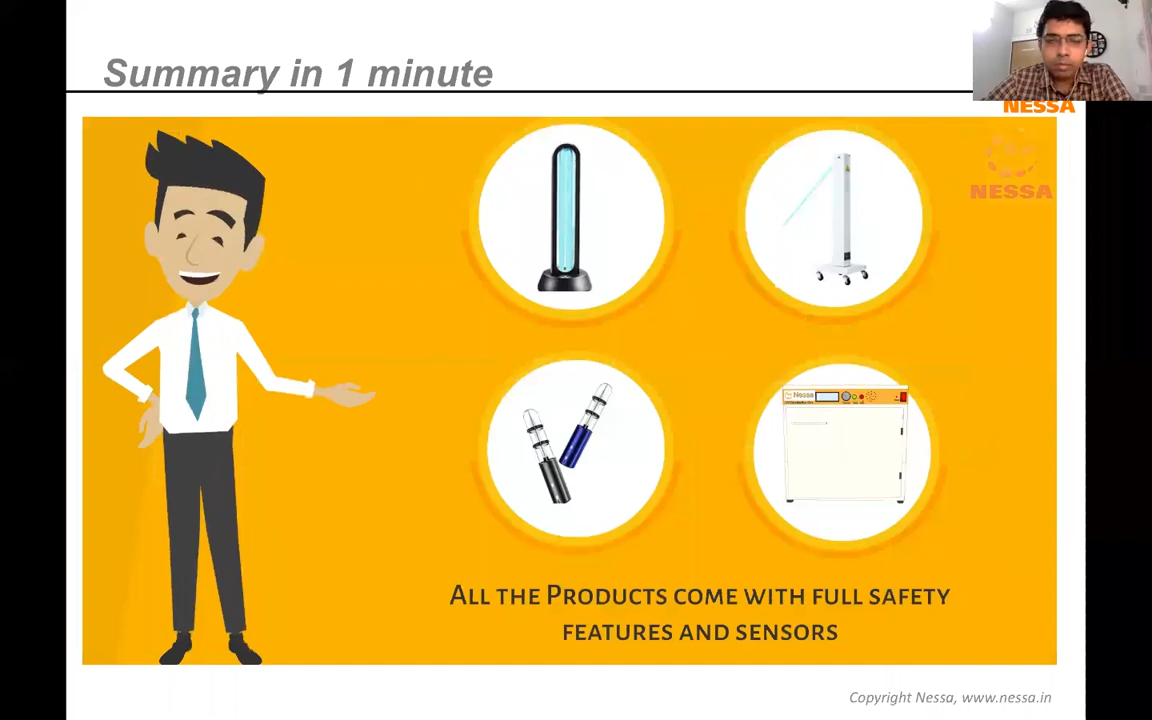 Summary in 1 minute
NESSA
NESSA
Nessa
ALL THE PRODUCTS COME WITH FULL SAFETY
FEATURES AND SENSORS
Copyright Nessa, www.nessa.in